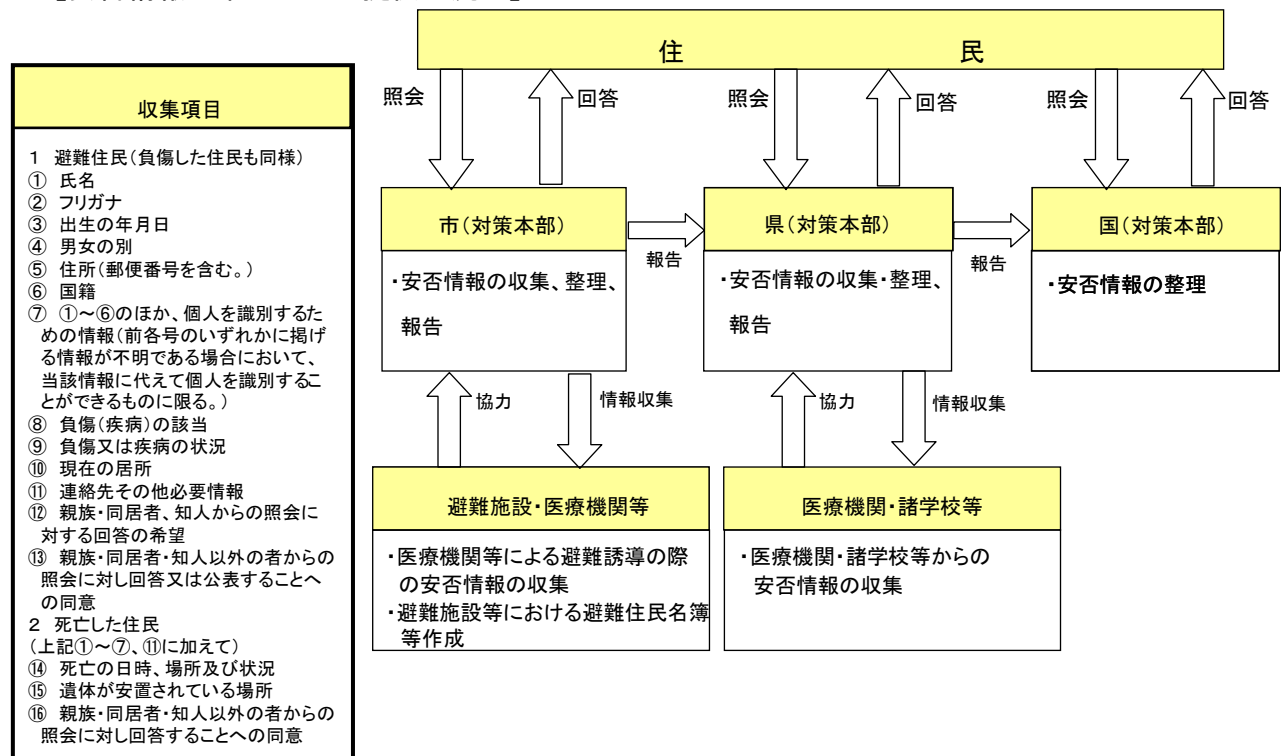 住　　　民
照会
回答
照会
回答
照会
回答
収集項目
1 避難住民(負傷した住民も同様)
① 氏名
② フリガナ
③ 出生の年月日
④ 男女の別
⑤ 住所(郵便番号を含む。)
⑥ 国籍
⑦ ①～⑥のほか、個人を識別するた
めの情報(前各号のいずれかに掲げ
る情報が不明である場合において、
当該情報に代えて個人を識別するこ
とができるものに限る。)
⑧ 負傷(疾病)の該当
⑨ 負傷又は疾病の状況
⑩ 現在の居所
⑪ 連絡先その他必要情報
⑫ 親族・同居者、知人からの照会に
対する回答の希望
⑬ 親族・同居者・知人以外の者からの
照会に対し回答又は公表することへ
の同意
2 死亡した住民
(上記①～⑦、⑪に加えて)
⑭ 死亡の日時、場所及び状況
⑮ 遺体が安置されている場所
⑯ 親族・同居者・知人以外の者からの
照会に対し回答することへの同意
市(対策本部)
・安否情報の収集、整理、
報告
報告
県(対策本部)
・安否情報の収集・整理、
報告
報告
国(対策本部)
・安否情報の整理
協力
情報収集
協力
情報収集
避難施設・医療機関等
・医療機関等による避難誘導の際
の安否情報の収集
・避難施設等における避難住民名簿
等作成
医療機関・諸学校等
・医療機関・諸学校等からの
安否情報の収集